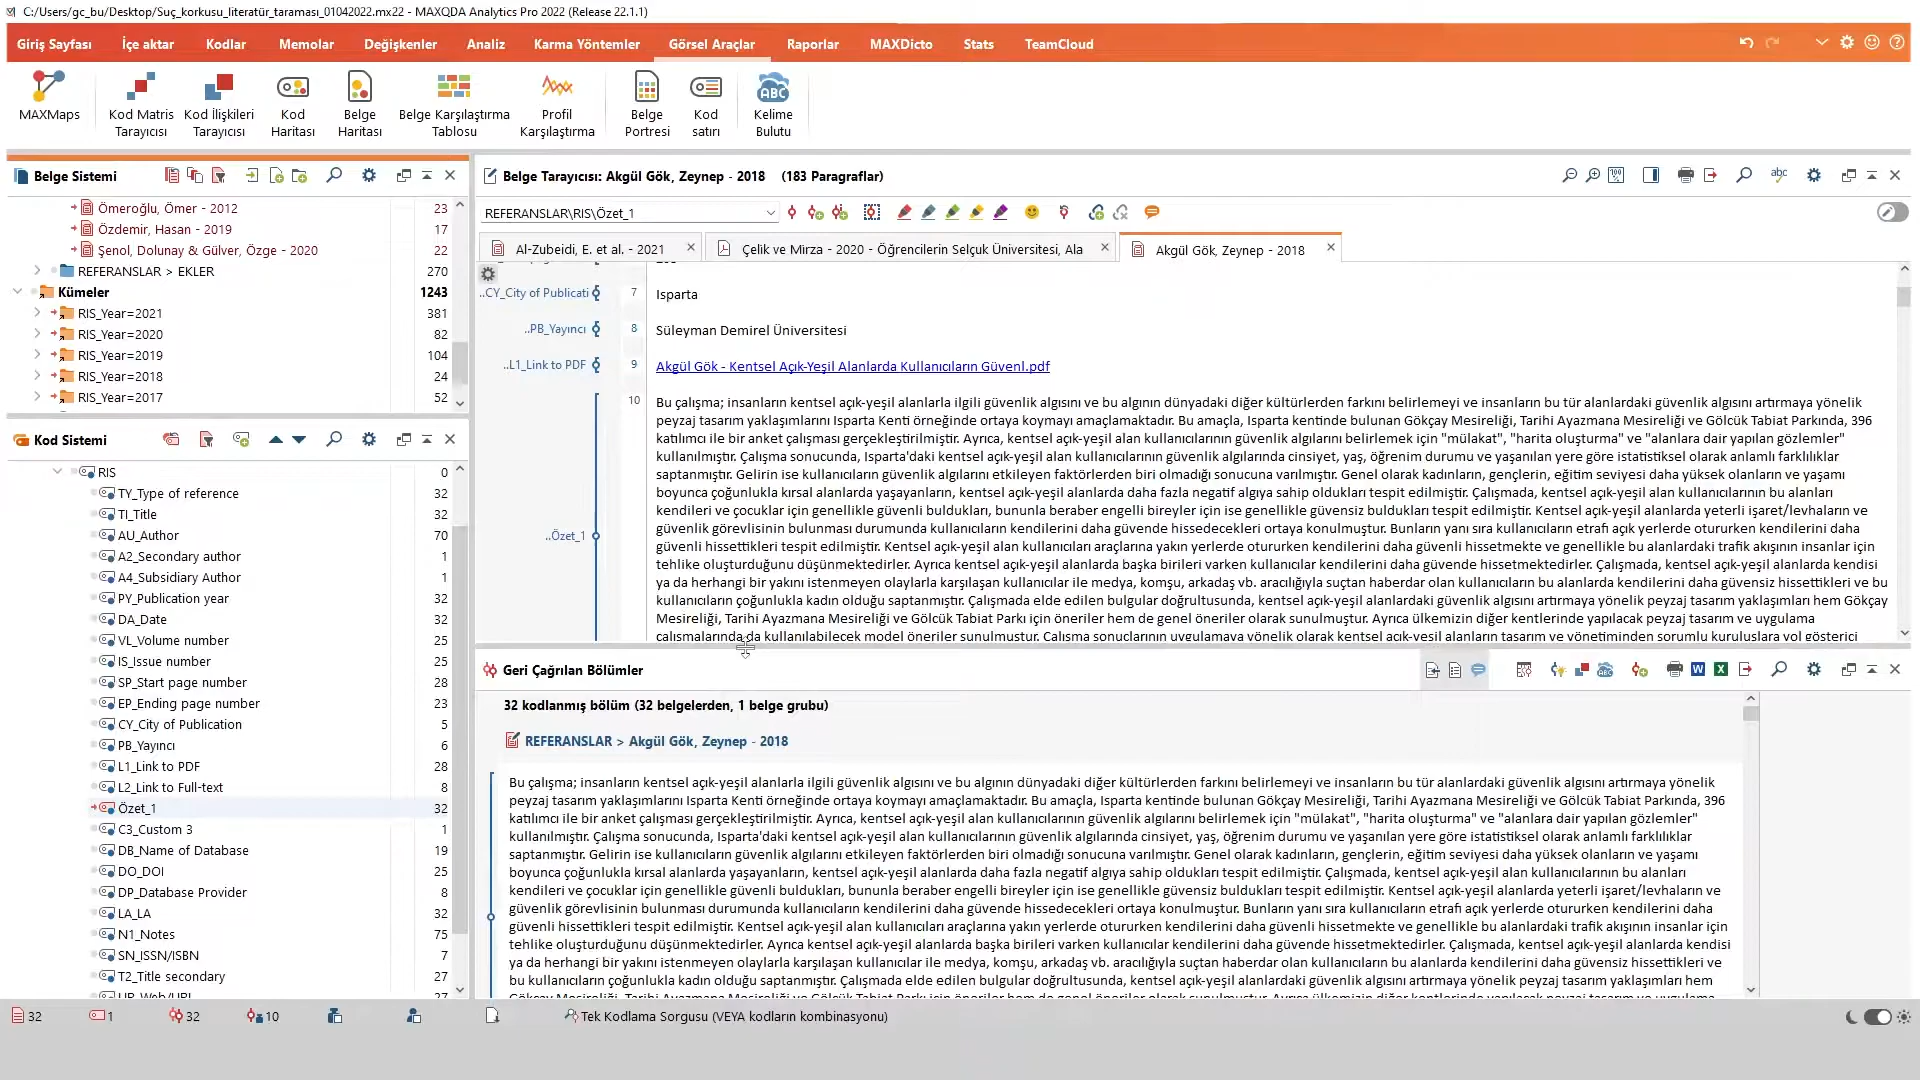 C:/Users/gc_bu/Desktop/Suç_korkusu_literatür_taraması_01042022.mx22 - MAXQDA Analytics Pro 2022 (Release 22.1.1)
Giriş Sayfası İçe aktar Kodlar Memolar Değişkenler Analiz Karma Yöntemler Görsel Araçlar Raporlar MAXDicto Stats TeamCloud
MAXMaps
Kod Matris Tarayıcısı
Kod İlişkileri Tarayıcısı
Kod Haritası
Belge Haritası
Belge Karşılaştırma Tablosu
Profil Karşılaştırma
Belge Portresi
Kod satırı
Kelime Bulutu
Belge Sistemi
Ömeroğlu, Ömer - 2012 23
Özdemir, Hasan - 2019 17
Şenol, Dolunay & Gülver, Özge - 2020 22
REFERANSLAR > EKLER 270
Kümeler 1243
RIS_Year=2021 381
RIS_Year=2020 82
RIS_Year=2019 104
RIS_Year=2018 24
RIS_Year=2017 52
Kod Sistemi
RIS 0
TY_Type of reference 32
TI_Title 32
AU_Author 70
A2_Secondary author 1
A4_Subsidiary Author 1
PY_Publication year 32
DA_Date 32
VL_Volume number 25
IS_Issue number 25
SP_Start page number 28
EP_Ending page number 23
CY_City of Publication 5
PB_Yayıncı 6
L1_Link to PDF 28
L2_Link to Full-text 8
Özet_1 32
C3_Custom 3 1
DB_Name of Database 19
DO_DOI 25
DP_Database Provider 8
LA_LA 32
N1_Notes 75
SN_ISSN/ISBN 7
T2_Title secondary 27
Belge Tarayıcısı: Akgül Gök, Zeynep - 2018 (183 Paragraflar)
REFERANSLAR\RIS\Özet_1
Al-Zubeidi, E. et al. - 2021
Çelik ve Mirza - 2020 - Öğrencilerin Selçuk Üniversitesi, Ala
Akgül Gök, Zeynep - 2018
..CY_City of Publicati 7 Isparta
..PB_Yayıncı 8 Süleyman Demirel Üniversitesi
..L1_Link to PDF 9 Akgül Gök - Kentsel Açık-Yeşil Alanlarda Kullanıcıların Güvenl.pdf
..Özet_1
10 Bu çalışma; insanların kentsel açık-yeşil alanlarla ilgili güvenlik algısını ve bu algının dünyadaki diğer kültürlerden farkını belirlemeyi ve insanların bu tür alanlardaki güvenlik algısını artırmaya yönelik
peyzaj tasarım yaklaşımlarını Isparta Kenti örneğinde ortaya koymayı amaçlamaktadır. Bu amaçla, Isparta kentinde bulunan Gökçay Mesireliği, Tarihi Ayazmana Mesireliği ve Gölcük Tabiat Parkında, 396
katılımcı ile bir anket çalışması gerçekleştirilmiştir. Ayrıca, kentsel açık-yeşil alan kullanıcılarının güvenlik algılarını belirlemek için "mülakat", "harita oluşturma" ve "alanlara dair yapılan gözlemler"
kullanılmıştır. Çalışma sonucunda, Isparta'daki kentsel açık-yeşil alan kullanıcılarının güvenlik algılarında cinsiyet, yaş, öğrenim durumu ve yaşanılan yere göre istatistiksel olarak anlamlı farklılıklar
saptanmıştır. Gelirin ise kullanıcıların güvenlik algılarını etkileyen faktörlerden biri olmadığı sonucuna varılmıştır. Genel olarak kadınların, gençlerin, eğitim seviyesi daha yüksek olanların ve yaşamı
boyunca çoğunlukla kırsal alanlarda yaşayanların, kentsel açık-yeşil alanlarda daha fazla negatif algıya sahip oldukları tespit edilmiştir. Çalışmada, kentsel açık-yeşil alan kullanıcılarının bu alanları
kendileri ve çocuklar için genellikle güvenli buldukları, bununla beraber engelli bireyler için ise genellikle güvensiz buldukları tespit edilmiştir. Kentsel açık-yeşil alanlarda yeterli işaret/levhaların ve
güvenlik görevlisinin bulunması durumunda kullanıcıların kendilerini daha güvende hissedecekleri ortaya konulmuştur. Bunların yanı sıra kullanıcıların etrafı açık yerlerde otururken kendilerini daha
güvenli hissettikleri tespit edilmiştir. Kentsel açık-yeşil alan kullanıcıları araçlarına yakın yerlerde otururken kendilerini daha güvenli hissetmekte ve genellikle bu alanlardaki trafik akışının insanlar için
tehlike oluşturduğunu düşünmektedirler. Ayrıca kentsel açık-yeşil alanlarda başka birileri varken kullanıcılar kendilerini daha güvende hissetmektedirler. Çalışmada, kentsel açık-yeşil alanlarda kendisi
ya da herhangi bir yakını istenmeyen olaylarla karşılaşan kullanıcılar ile medya, komşu, arkadaş vb. aracılığıyla suçtan haberdar olan kullanıcıların bu alanlarda kendilerini daha güvensiz hissettikleri ve bu
kullanıcıların çoğunlukla kadın olduğu saptanmıştır. Çalışmada elde edilen bulgular doğrultusunda, kentsel açık-yeşil alanlardaki güvenlik algısını artırmaya yönelik peyzaj tasarım yaklaşımları hem Gökçay
Mesireliği, Tarihi Ayazmana Mesireliği ve Gölcük Tabiat Parkı için öneriler hem de genel öneriler olarak sunulmuştur. Ayrıca ülkemizin diğer kentlerinde yapılacak peyzaj tasarım ve uygulama
çalışmalarında da kullanılabilecek model öneriler sunulmuştur. Çalışma sonuçlarının uygulamaya yönelik olarak kentsel açık-yeşil alanların tasarım ve yönetiminden sorumlu kuruluşlara yol gösterici
Geri Çağrılan Bölümler
32 kodlanmış bölüm (32 belgelerden, 1 belge grubu)
REFERANSLAR > Akgül Gök, Zeynep - 2018
Bu çalışma; insanların kentsel açık-yeşil alanlarla ilgili güvenlik algısını ve bu algının dünyadaki diğer kültürlerden farkını belirlemeyi ve insanların bu tür alanlardaki güvenlik algısını artırmaya yönelik
peyzaj tasarım yaklaşımlarını Isparta Kenti örneğinde ortaya koymayı amaçlamaktadır. Bu amaçla, Isparta kentinde bulunan Gökçay Mesireliği, Tarihi Ayazmana Mesireliği ve Gölcük Tabiat Parkında, 396
katılımcı ile bir anket çalışması gerçekleştirilmiştir. Ayrıca, kentsel açık-yeşil alan kullanıcılarının güvenlik algılarını belirlemek için "mülakat", "harita oluşturma" ve "alanlara dair yapılan gözlemler"
kullanılmıştır. Çalışma sonucunda, Isparta'daki kentsel açık-yeşil alan kullanıcılarının güvenlik algılarında cinsiyet, yaş, öğrenim durumu ve yaşanılan yere göre istatistiksel olarak anlamlı farklılıklar
saptanmıştır. Gelirin ise kullanıcıların güvenlik algılarını etkileyen faktörlerden biri olmadığı sonucuna varılmıştır. Genel olarak kadınların, gençlerin, eğitim seviyesi daha yüksek olanların ve yaşamı
boyunca çoğunlukla kırsal alanlarda yaşayanların, kentsel açık-yeşil alanlarda daha fazla negatif algıya sahip oldukları tespit edilmiştir. Çalışmada, kentsel açık-yeşil alan kullanıcılarının bu alanları
kendileri ve çocuklar için genellikle güvenli buldukları, bununla beraber engelli bireyler için ise genellikle güvensiz buldukları tespit edilmiştir. Kentsel açık-yeşil alanlarda yeterli işaret/levhaların ve
güvenlik görevlisinin bulunması durumunda kullanıcıların kendilerini daha güvende hissedecekleri ortaya konulmuştur. Bunların yanı sıra kullanıcıların etrafı açık yerlerde otururken kendilerini daha
güvenli hissettikleri tespit edilmiştir. Kentsel açık-yeşil alan kullanıcıları araçlarına yakın yerlerde otururken kendilerini daha güvenli hissetmekte ve genellikle bu alanlardaki trafik akışının insanlar için
tehlike oluşturduğunu düşünmektedirler. Ayrıca kentsel açık-yeşil alanlarda başka birileri varken kullanıcılar kendilerini daha güvende hissetmektedirler. Çalışmada, kentsel açık-yeşil alanlarda kendisi
ya da herhangi bir yakını istenmeyen olaylarla karşılaşan kullanıcılar ile medya, komşu, arkadaş vb. aracılığıyla suçtan haberdar olan kullanıcıların bu alanlarda kendilerini daha güvensiz hissettikleri ve
bu kullanıcıların çoğunlukla kadın olduğu saptanmıştır. Çalışmada elde edilen bulgular doğrultusunda, kentsel açık-yeşil alanlardaki güvenlik algısını artırmaya yönelik peyzaj tasarım yaklaşımları hem
32 1 32 10 Tek Kodlama Sorgusu (VEYA kodların kombinasyonu)